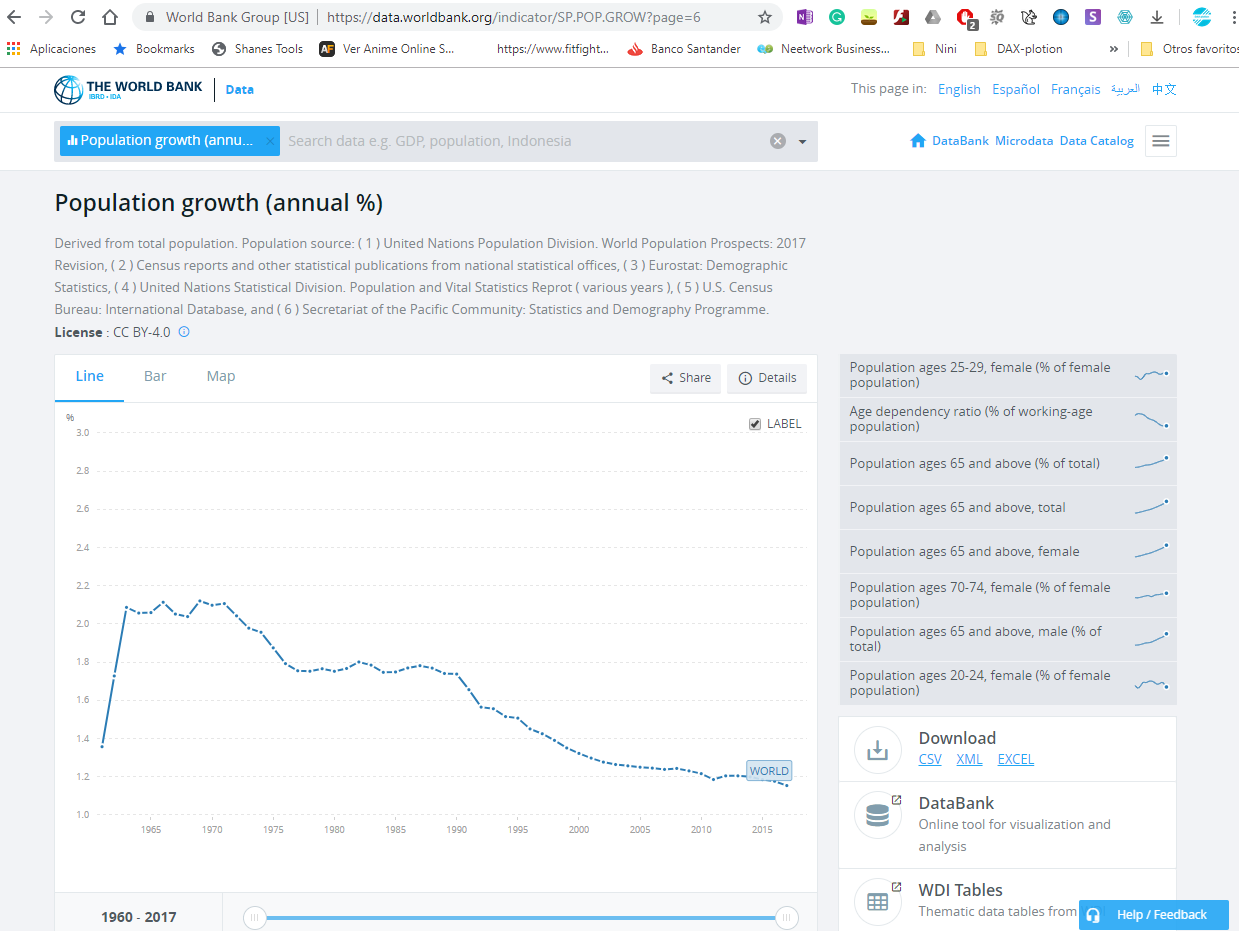 World Bank Group [US] | https://data.worldbank.org/indicator/SP.POP.GROW?page=6
2
Aplicaciones Bookmarks Shanes Tools AF Ver Anime Online S... https://www.fitfight... Banco Santander Neetwork Business... Nini DAX-plotion » Otros favoritos
THE WORLD BANK
IBRD • IDA
Data
This page in: English Español Français العربية 中文
Population growth (annu... × Search data e.g. GDP, population, Indonesia
DataBank Microdata Data Catalog
Population growth (annual %)
Derived from total population. Population source: ( 1 ) United Nations Population Division. World Population Prospects: 2017
Revision, ( 2 ) Census reports and other statistical publications from national statistical offices, ( 3 ) Eurostat: Demographic
Statistics, ( 4 ) United Nations Statistical Division. Population and Vital Statistics Reprot ( various years ), ( 5 ) U.S. Census
Bureau: International Database, and ( 6 ) Secretariat of the Pacific Community: Statistics and Demography Programme.
License : CC BY-4.0
Line Bar Map Share Details
%
LABEL
3.0
2.8
2.6
2.4
2.2
2.0
1.8
1.6
1.4
1.2
1.0
WORLD
1965 1970 1975 1980 1985 1990 1995 2000 2005 2010 2015
1960 - 2017
Population ages 25-29, female (% of female
population)
Age dependency ratio (% of working-age
population)
Population ages 65 and above (% of total)
Population ages 65 and above, total
Population ages 65 and above, female
Population ages 70-74, female (% of female
population)
Population ages 65 and above, male (% of
total)
Population ages 20-24, female (% of female
population)
Download
CSV XML EXCEL
DataBank
Online tool for visualization and
analysis
WDI Tables
Thematic data tables from
Help / Feedback